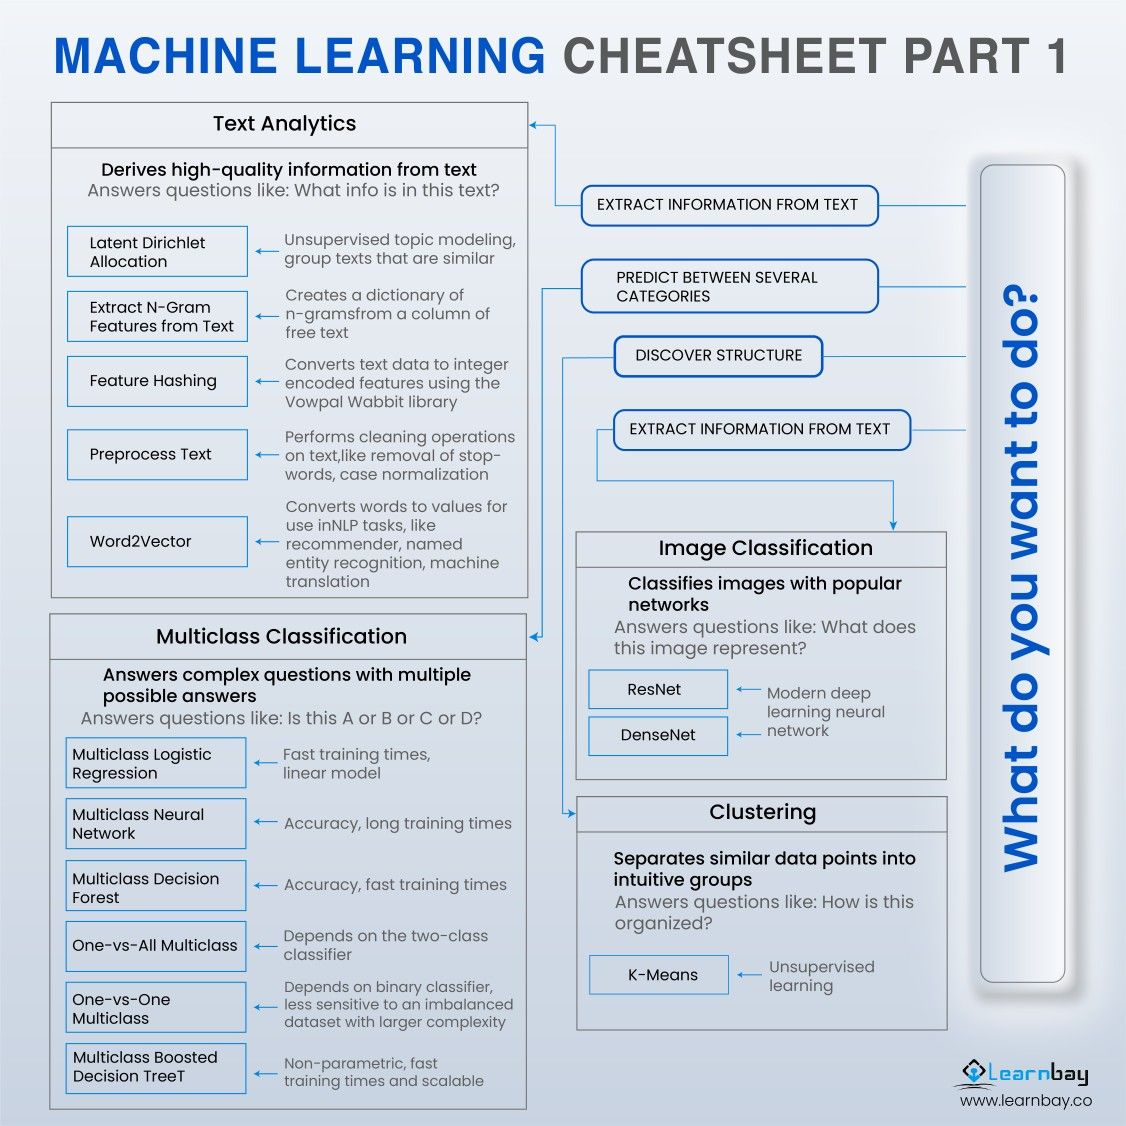 MACHINE LEARNING CHEATSHEET PART 1
Text Analytics
Derives high-quality information from text
Answers questions like: What info is in this text?
Latent Dirichlet
Allocation
Unsupervised topic modeling,
group texts that are similar
Extract N-Gram
Features from Text
Creates a dictionary of
n-gramsfrom a column of
free text
Feature Hashing
Converts text data to integer
encoded features using the
Vowpal Wabbit library
Preprocess Text
Performs cleaning operations
on text,like removal of stop-
words, case normalization
Word2Vector
Converts words to values for
use inNLP tasks, like
recommender, named
entity recognition, machine
translation
Multiclass Classification
Answers complex questions with multiple
possible answers
Answers questions like: Is this A or B or C or D?
Multiclass Logistic
Regression
Fast training times,
linear model
Multiclass Neural
Network
Accuracy, long training times
Multiclass Decision
Forest
Accuracy, fast training times
One-vs-All Multiclass
Depends on the two-class
classifier
One-vs-One
Multiclass
Depends on binary classifier,
less sensitive to an imbalanced
dataset with larger complexity
Multiclass Boosted
Decision TreeT
Non-parametric, fast
training times and scalable
EXTRACT INFORMATION FROM TEXT
PREDICT BETWEEN SEVERAL
CATEGORIES
DISCOVER STRUCTURE
EXTRACT INFORMATION FROM TEXT
Image Classification
Classifies images with popular
networks
Answers questions like: What does
this image represent?
ResNet
DenseNet
Modern deep
learning neural
network
Clustering
Separates similar data points into
intuitive groups
Answers questions like: How is this
organized?
K-Means
Unsupervised
learning
What do you want to do?
Learnbay
www.learnbay.co